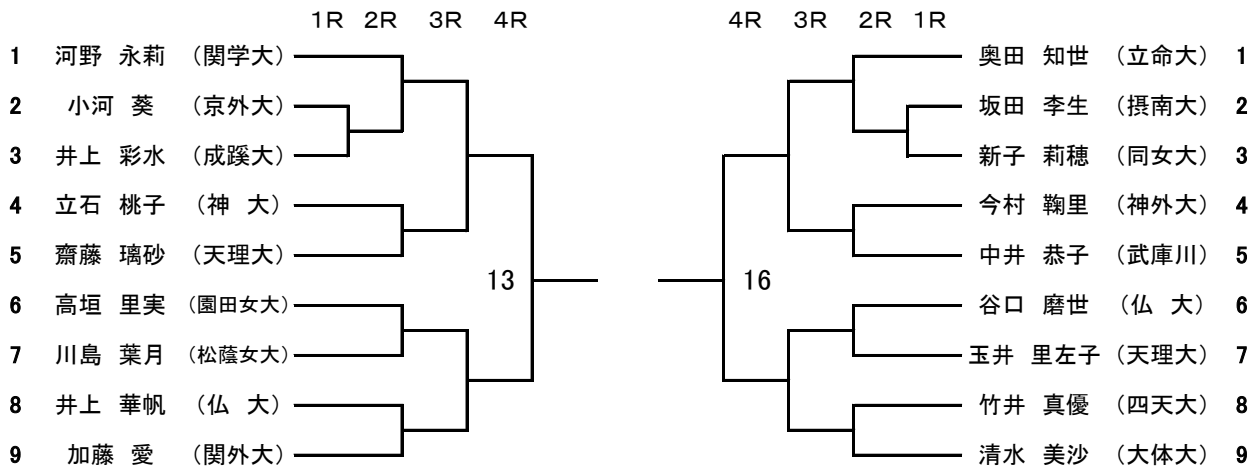 1R 2R 3R 4R
1 河野 永莉 (関学大)
2 小河 葵 (京外大)
3 井上 彩水 (成蹊大)
4 立石 桃子 (神 大)
5 齋藤 璃砂 (天理大)
6 高垣 里実 (園田女大)
7 川島 葉月 (松蔭女大)
8 井上 華帆 (仏 大)
9 加藤 愛 (関外大)
13
4R 3R 2R 1R
奥田 知世 (立命大) 1
坂田 李生 (摂南大) 2
新子 莉穂 (同女大) 3
今村 鞠里 (神外大) 4
中井 恭子 (武庫川) 5
谷口 磨世 (仏 大) 6
玉井 里左子 (天理大) 7
竹井 真優 (四天大) 8
清水 美沙 (大体大) 9
16